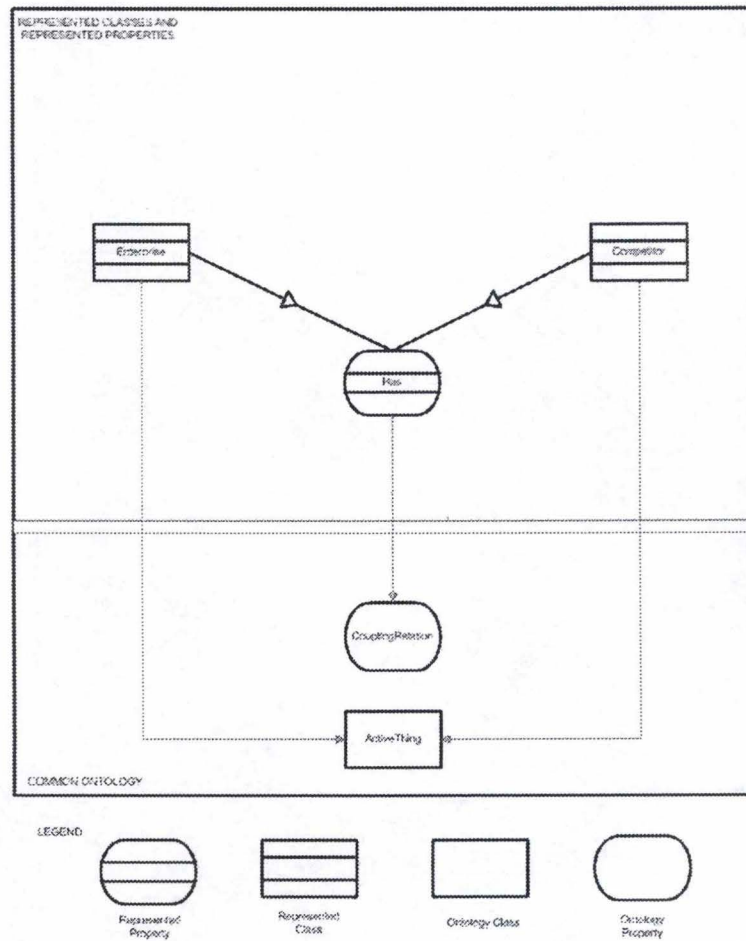 REPRESENTED CLASSES AND
REPRESENTED PROPERTIES
Enterprise
Competitor
Has
CouplingRelation
ActiveThing
COMMON ONTOLOGY
LEGEND
Represented
Property
Represented
Class
Ontology Class
Ontology
Property